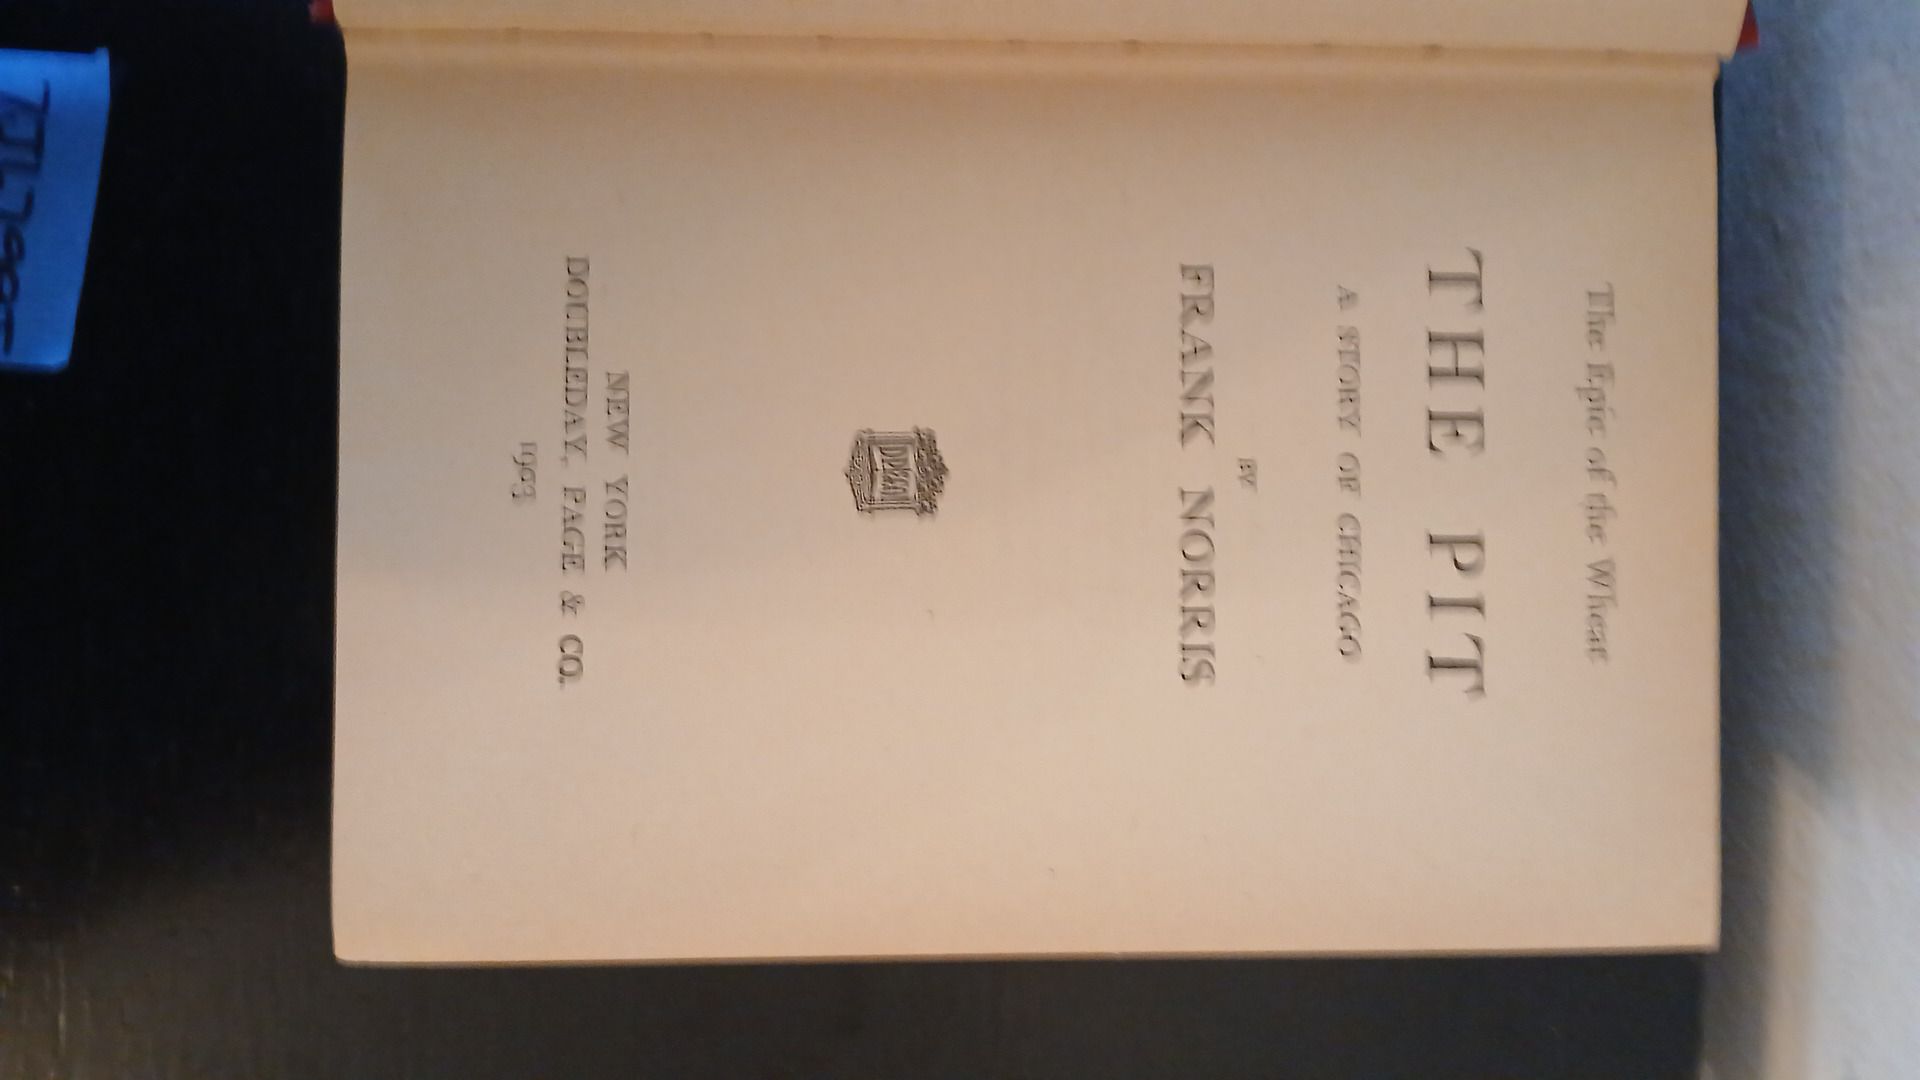 The Epic of the Wheat
THE PIT
A STORY OF CHICAGO
BY
FRANK NORRIS
NEW YORK
DOUBLEDAY, PAGE & CO.
1903